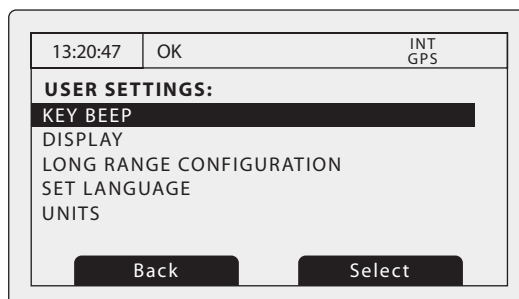 13:20:47 OK INT
GPS
USER SETTINGS:
KEY BEEP
DISPLAY
LONG RANGE CONFIGURATION
SET LANGUAGE
UNITS
Back Select